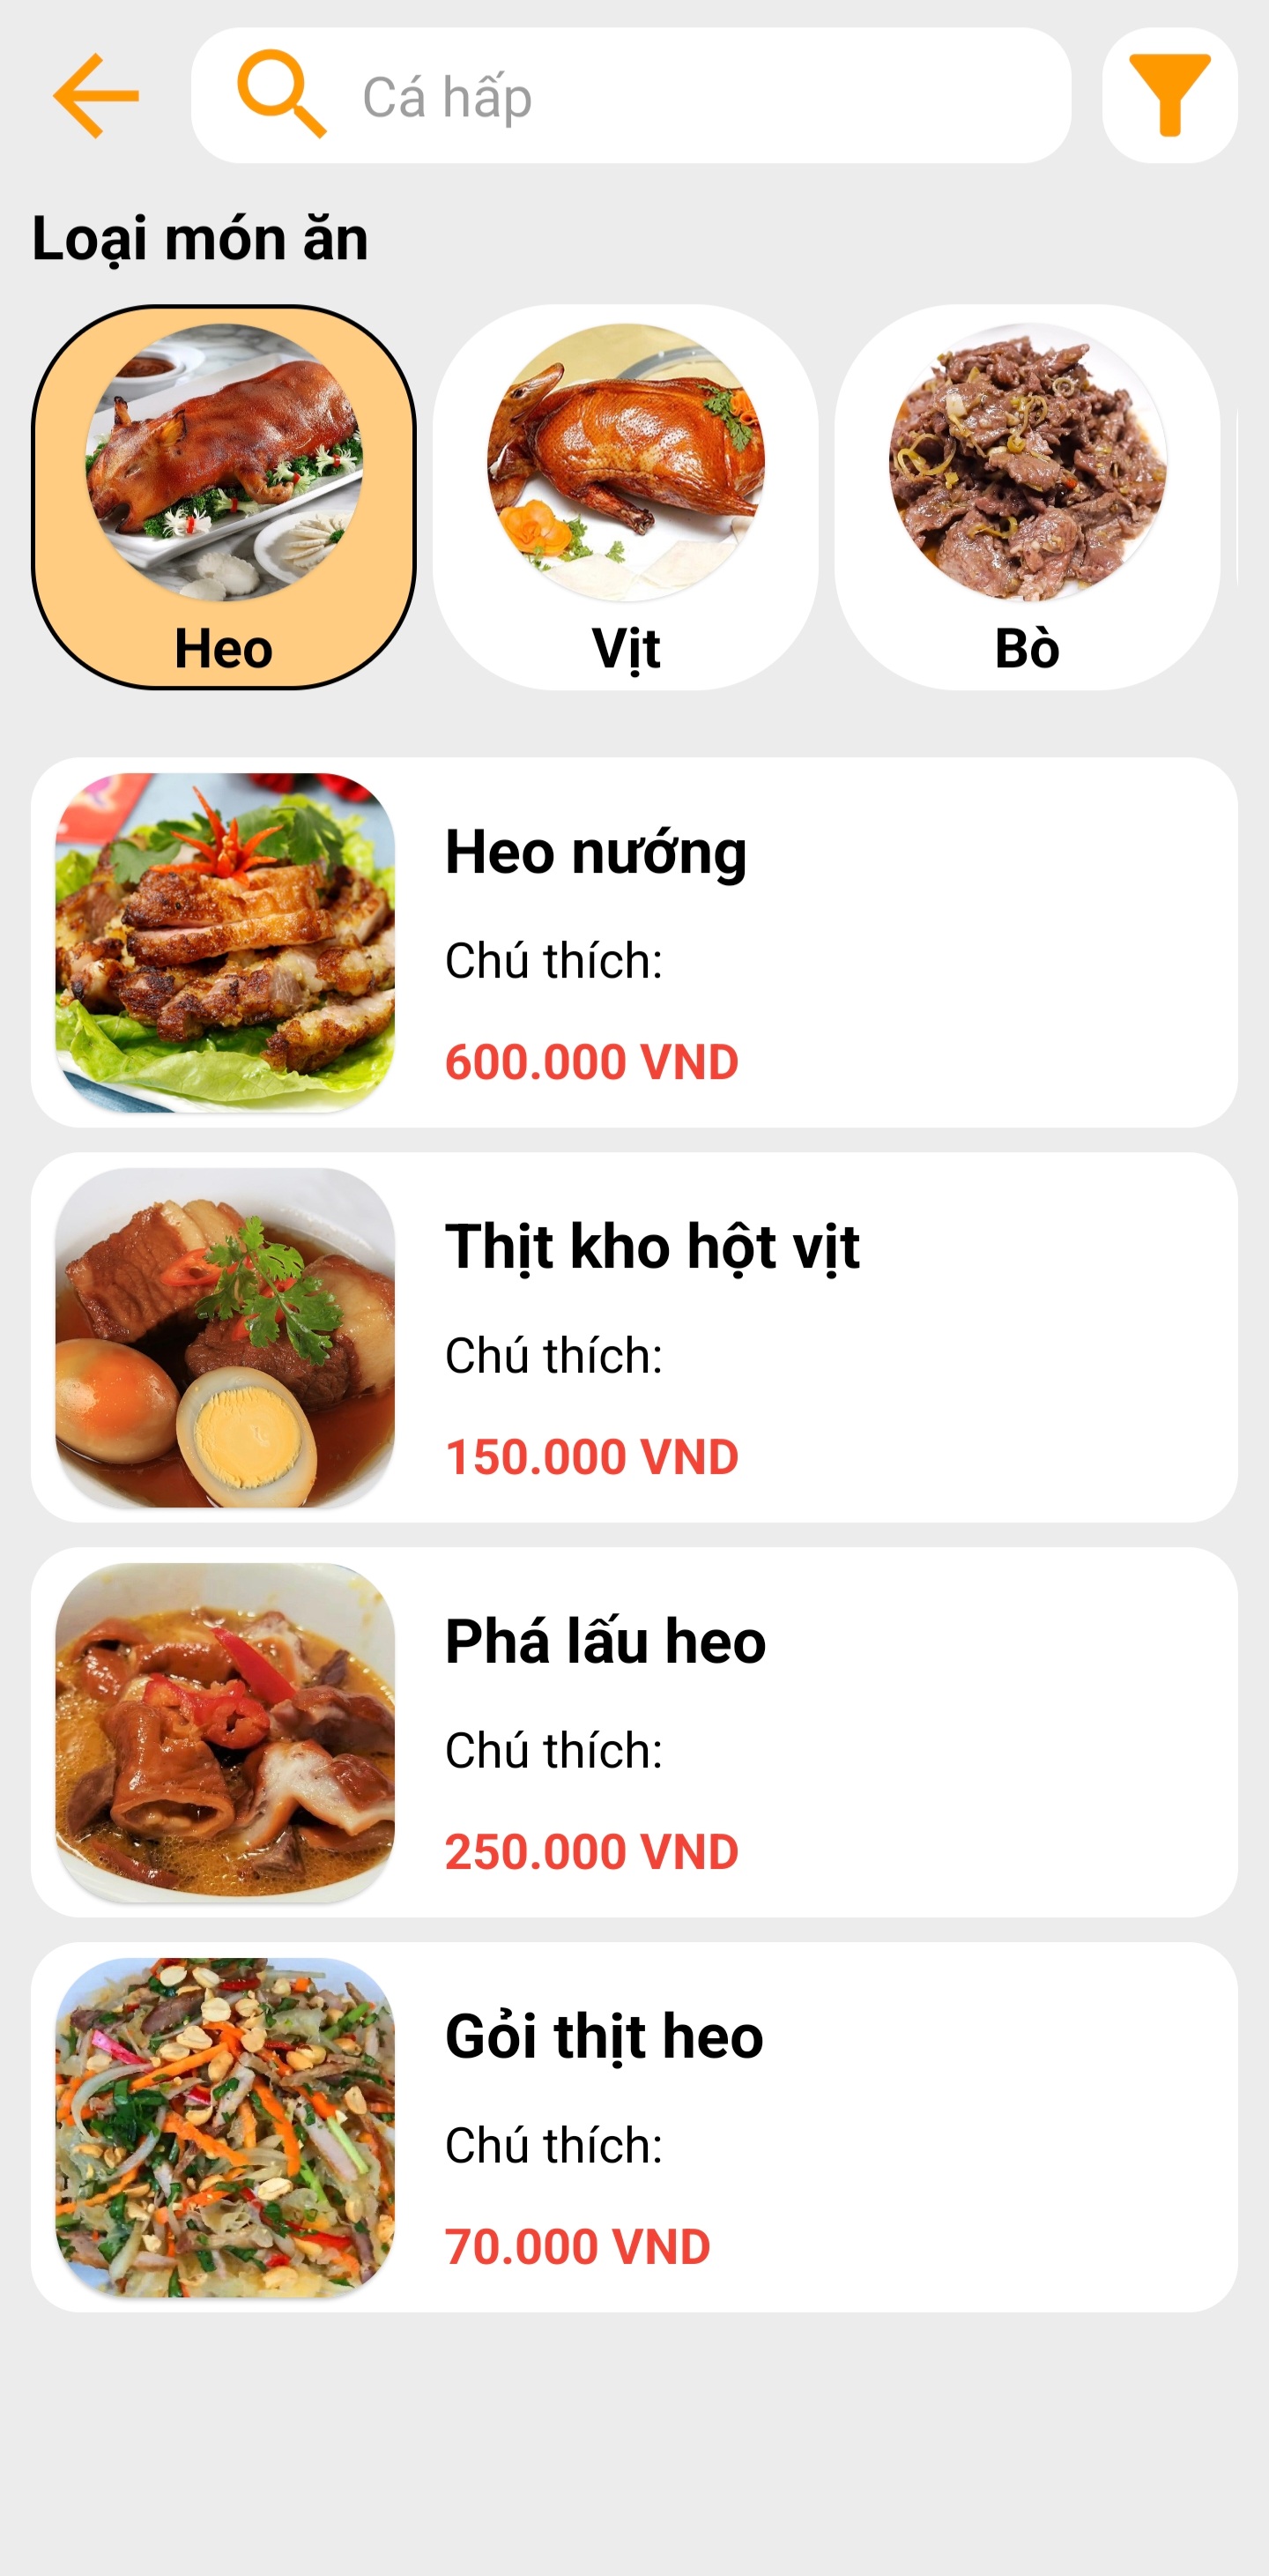 Cá hấp
Loại món ăn
Heo
Vịt
Bò
Heo nướng
Chú thích:
600.000 VND
Thịt kho hột vịt
Chú thích:
150.000 VND
Phá lấu heo
Chú thích:
250.000 VND
Gỏi thịt heo
Chú thích:
70.000 VND